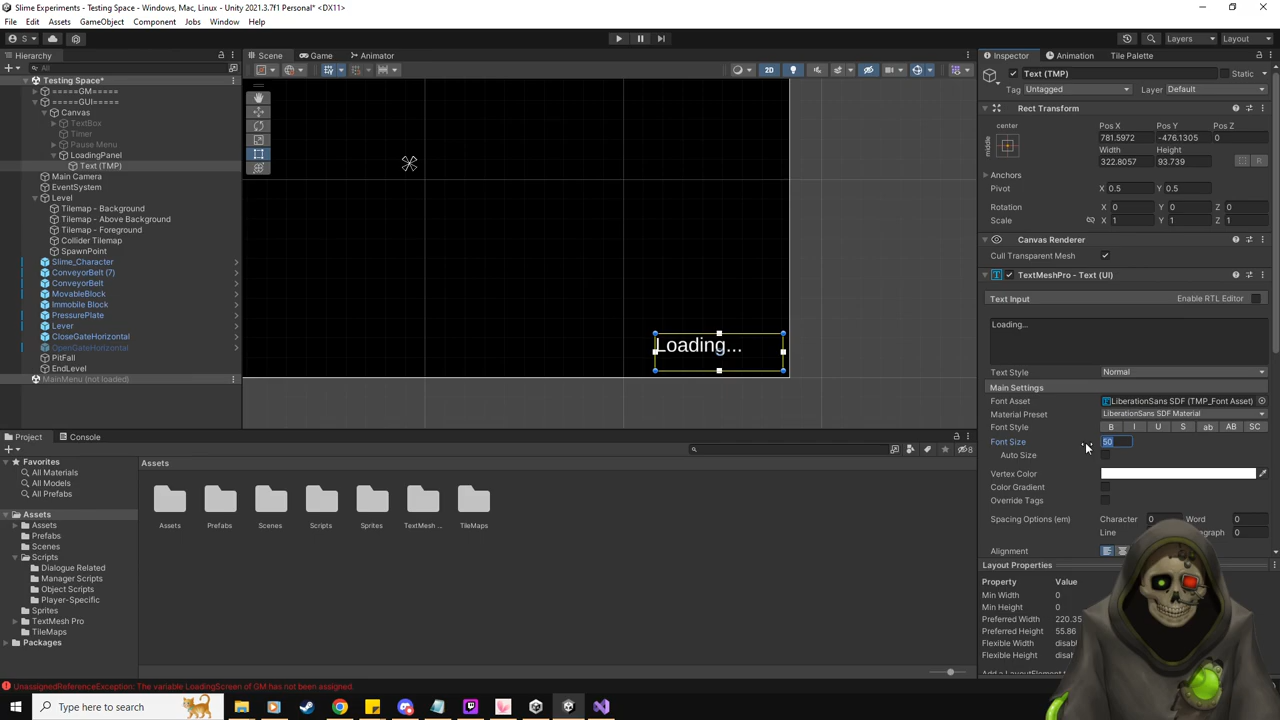 Slime Experiments - Testing Space - Windows, Mac, Linux - Unity 2021.3.7f1 Personal* <DX11>
File Edit Assets GameObject Component Jobs Window Help
S
Layers Layout
Hierarchy
All
Testing Space*
=====GM=====
=====GUI=====
Canvas
TextBox
Timer
Pause Menu
LoadingPanel
Text (TMP)
Main Camera
EventSystem
Level
Tilemap - Background
Tilemap - Above Background
Tilemap - Foreground
Collider Tilemap
SpawnPoint
Slime_Character
ConveyorBelt (7)
ConveyorBelt
MovableBlock
Immobile Block
PressurePlate
Lever
CloseGateHorizontal
OpenGateHorizontal
PitFall
EndLevel
MainMenu (not loaded)
Scene Game Animator
2D
Loading...
Inspector Animation Tile Palette
Text (TMP) Static
Tag Untagged Layer Default
Rect Transform
center
middle
Pos X Pos Y Pos Z
781.5972 -476.1305 0
Width Height
322.8057 93.739
R
Anchors
Pivot X 0.5 Y 0.5
Rotation X 0 Y 0 Z 0
Scale X 1 Y 1 Z 1
Canvas Renderer
Cull Transparent Mesh
TextMeshPro - Text (UI)
Text Input Enable RTL Editor
Loading...
Text Style Normal
Main Settings
Font Asset LiberationSans SDF (TMP_Font Asset)
Material Preset LiberationSans SDF Material
Font Style B I U S ab AB SC
Font Size 50
Auto Size
Vertex Color
Color Gradient
Override Tags
Spacing Options (em) Character 0 Word 0
Line 0
Alignment
Layout Properties
Property Value
Min Width 0
Min Height 0
Preferred Width 220.35
Preferred Height 55.86
Flexible Width
Flexible Height
Project Console
8
Favorites
All Materials
All Models
All Prefabs
Assets
Assets
Prefabs
Scenes
Scripts
Dialogue Related
Manager Scripts
Object Scripts
Player-Specific
Sprites
TextMesh Pro
TileMaps
Packages
Assets
Assets Prefabs Scenes Scripts Sprites TextMesh ... TileMaps
UnassignedReferenceException: The variable LoadingScreen of GM has not been assigned.
Type here to search